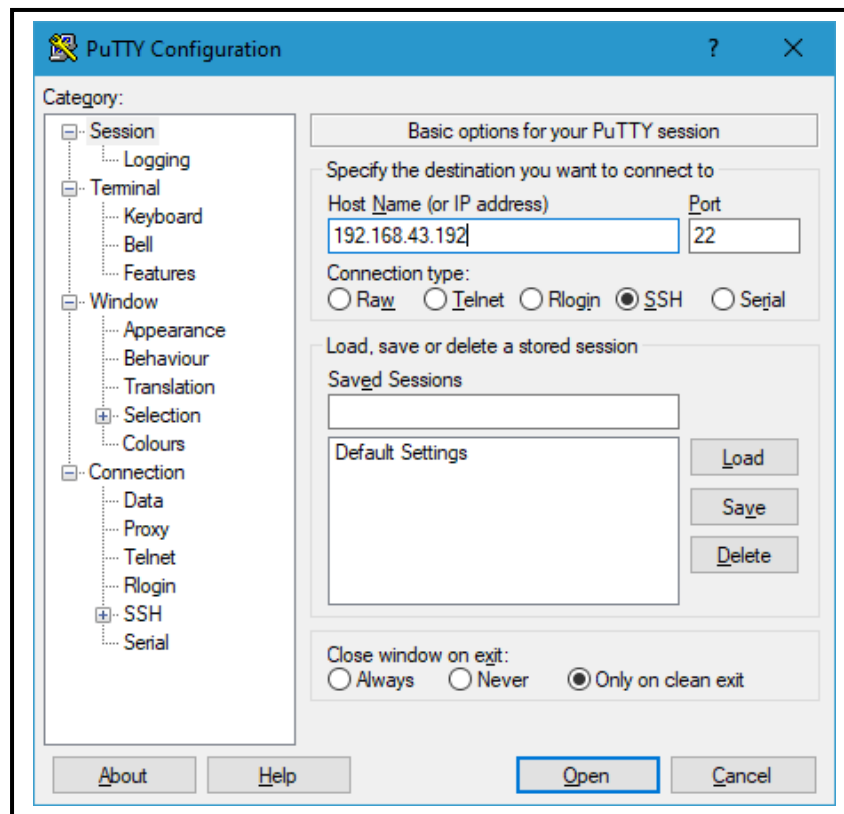 PuTTY Configuration ?
Category:
Session
Logging
Terminal
Keyboard
Bell
Features
Window
Appearance
Behaviour
Translation
Selection
Colours
Connection
Data
Proxy
Telnet
Rlogin
SSH
Serial
Basic options for your PuTTY session
Specify the destination you want to connect to
Host Name (or IP address) Port
192.168.43.192 22
Connection type:
Raw Telnet Rlogin SSH Serial
Load, save or delete a stored session
Saved Sessions
Default Settings
Load
Save
Delete
Close window on exit:
Always Never Only on clean exit
About Help Open Cancel